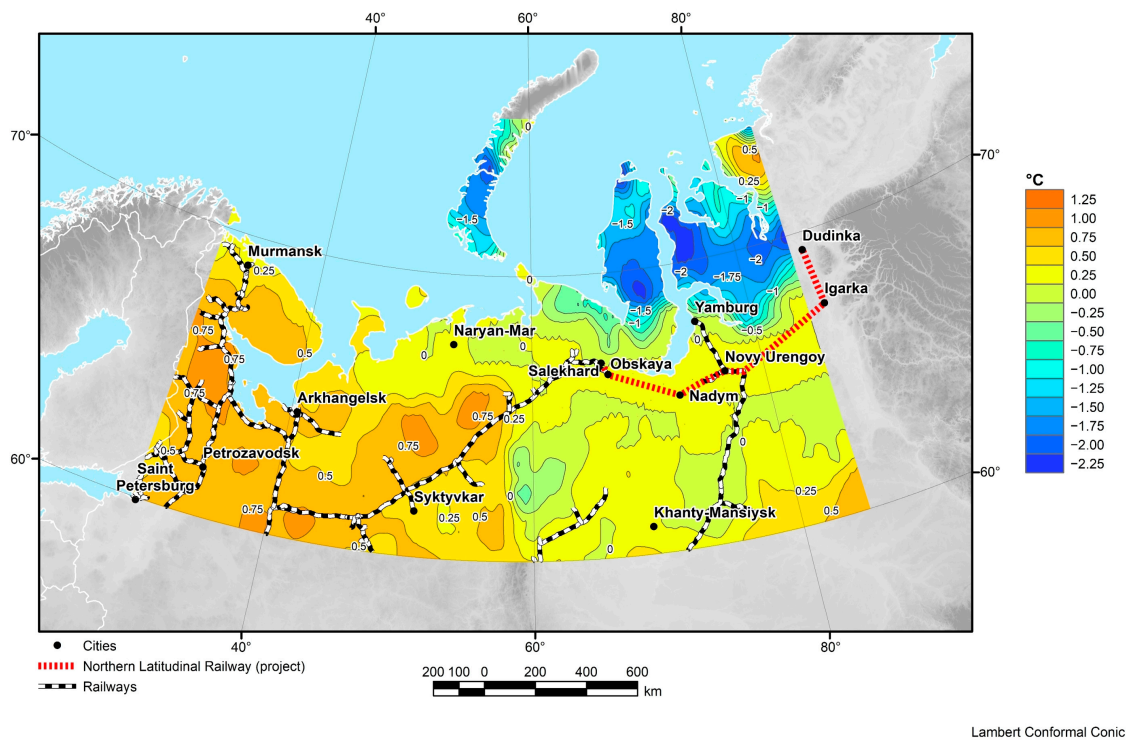 40° 60° 80°
70°
70°
60°
60°
40° 60° 80°
0
0.5
0.25
−1
−1
−1.5
−1.5
−2
−2
−2
−1.75
−1
−1.5
−1
−0.5
Dudinka
Igarka
Murmansk
0.25
0
Yamburg
0
Naryan-Mar
0
0
Obskaya
Salekhard
Novy Urengoy
Nadym
0.75
0.75
0.5
0.75
Arkhangelsk
0.75
0.25
0.75
0.5
Petrozavodsk
0.5
Saint
Petersburg
Syktyvkar
0
0
0.25
0.5
0.75
0.5
Khanty-Mansiysk
0
0.25
0.5
°C
1.25
1.00
0.75
0.50
0.25
0.00
−0.25
−0.50
−0.75
−1.00
−1.25
−1.50
−1.75
−2.00
−2.25
Cities
Northern Latitudinal Railway (project)
Railways
200 100 0 200 400 600
km
Lambert Conformal Conic